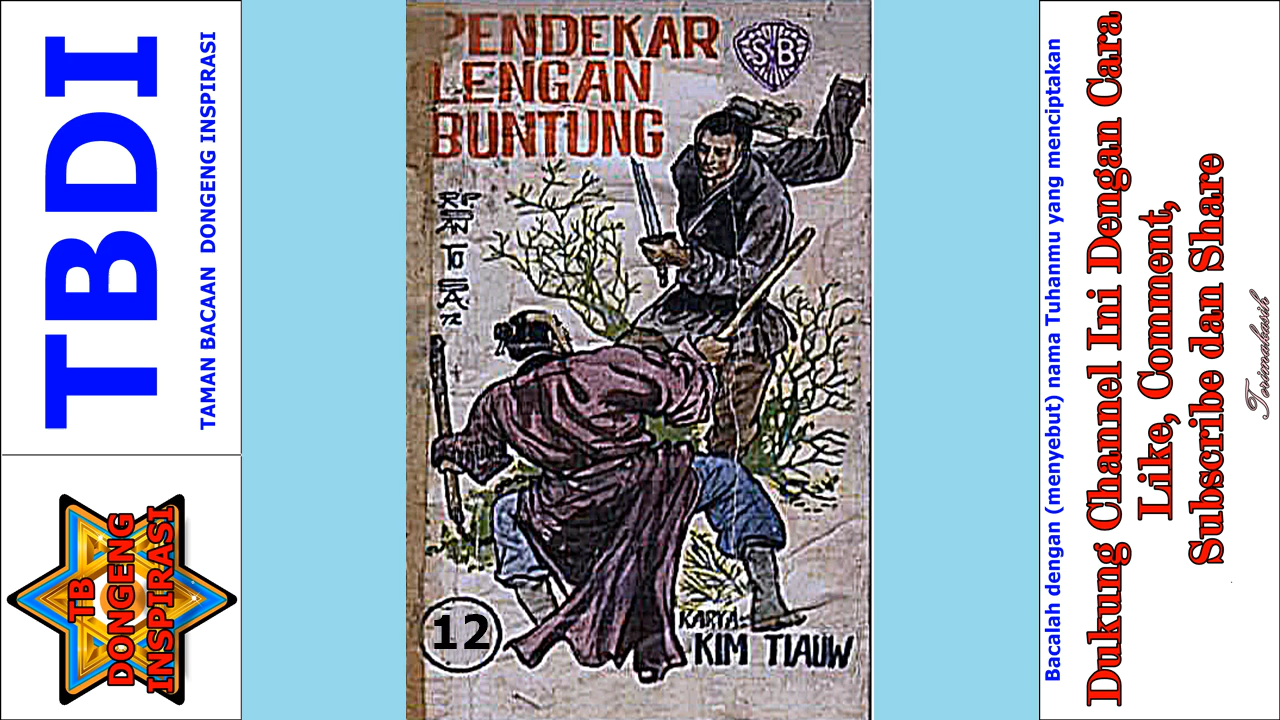 TBDI
TAMAN BACAAN DONGENG INSPIRASI
TB
DONGENG
INSPIRASI
PENDEKAR
LENGAN
BUNTUNG
SB
12
KARYA
KIM TIAUW
Bacalah dengan (menyebut) nama Tuhanmu yang menciptakan
Dukung Channel Ini Dengan Cara
Like, Comment,
Subscribe dan Share
Terimakasih